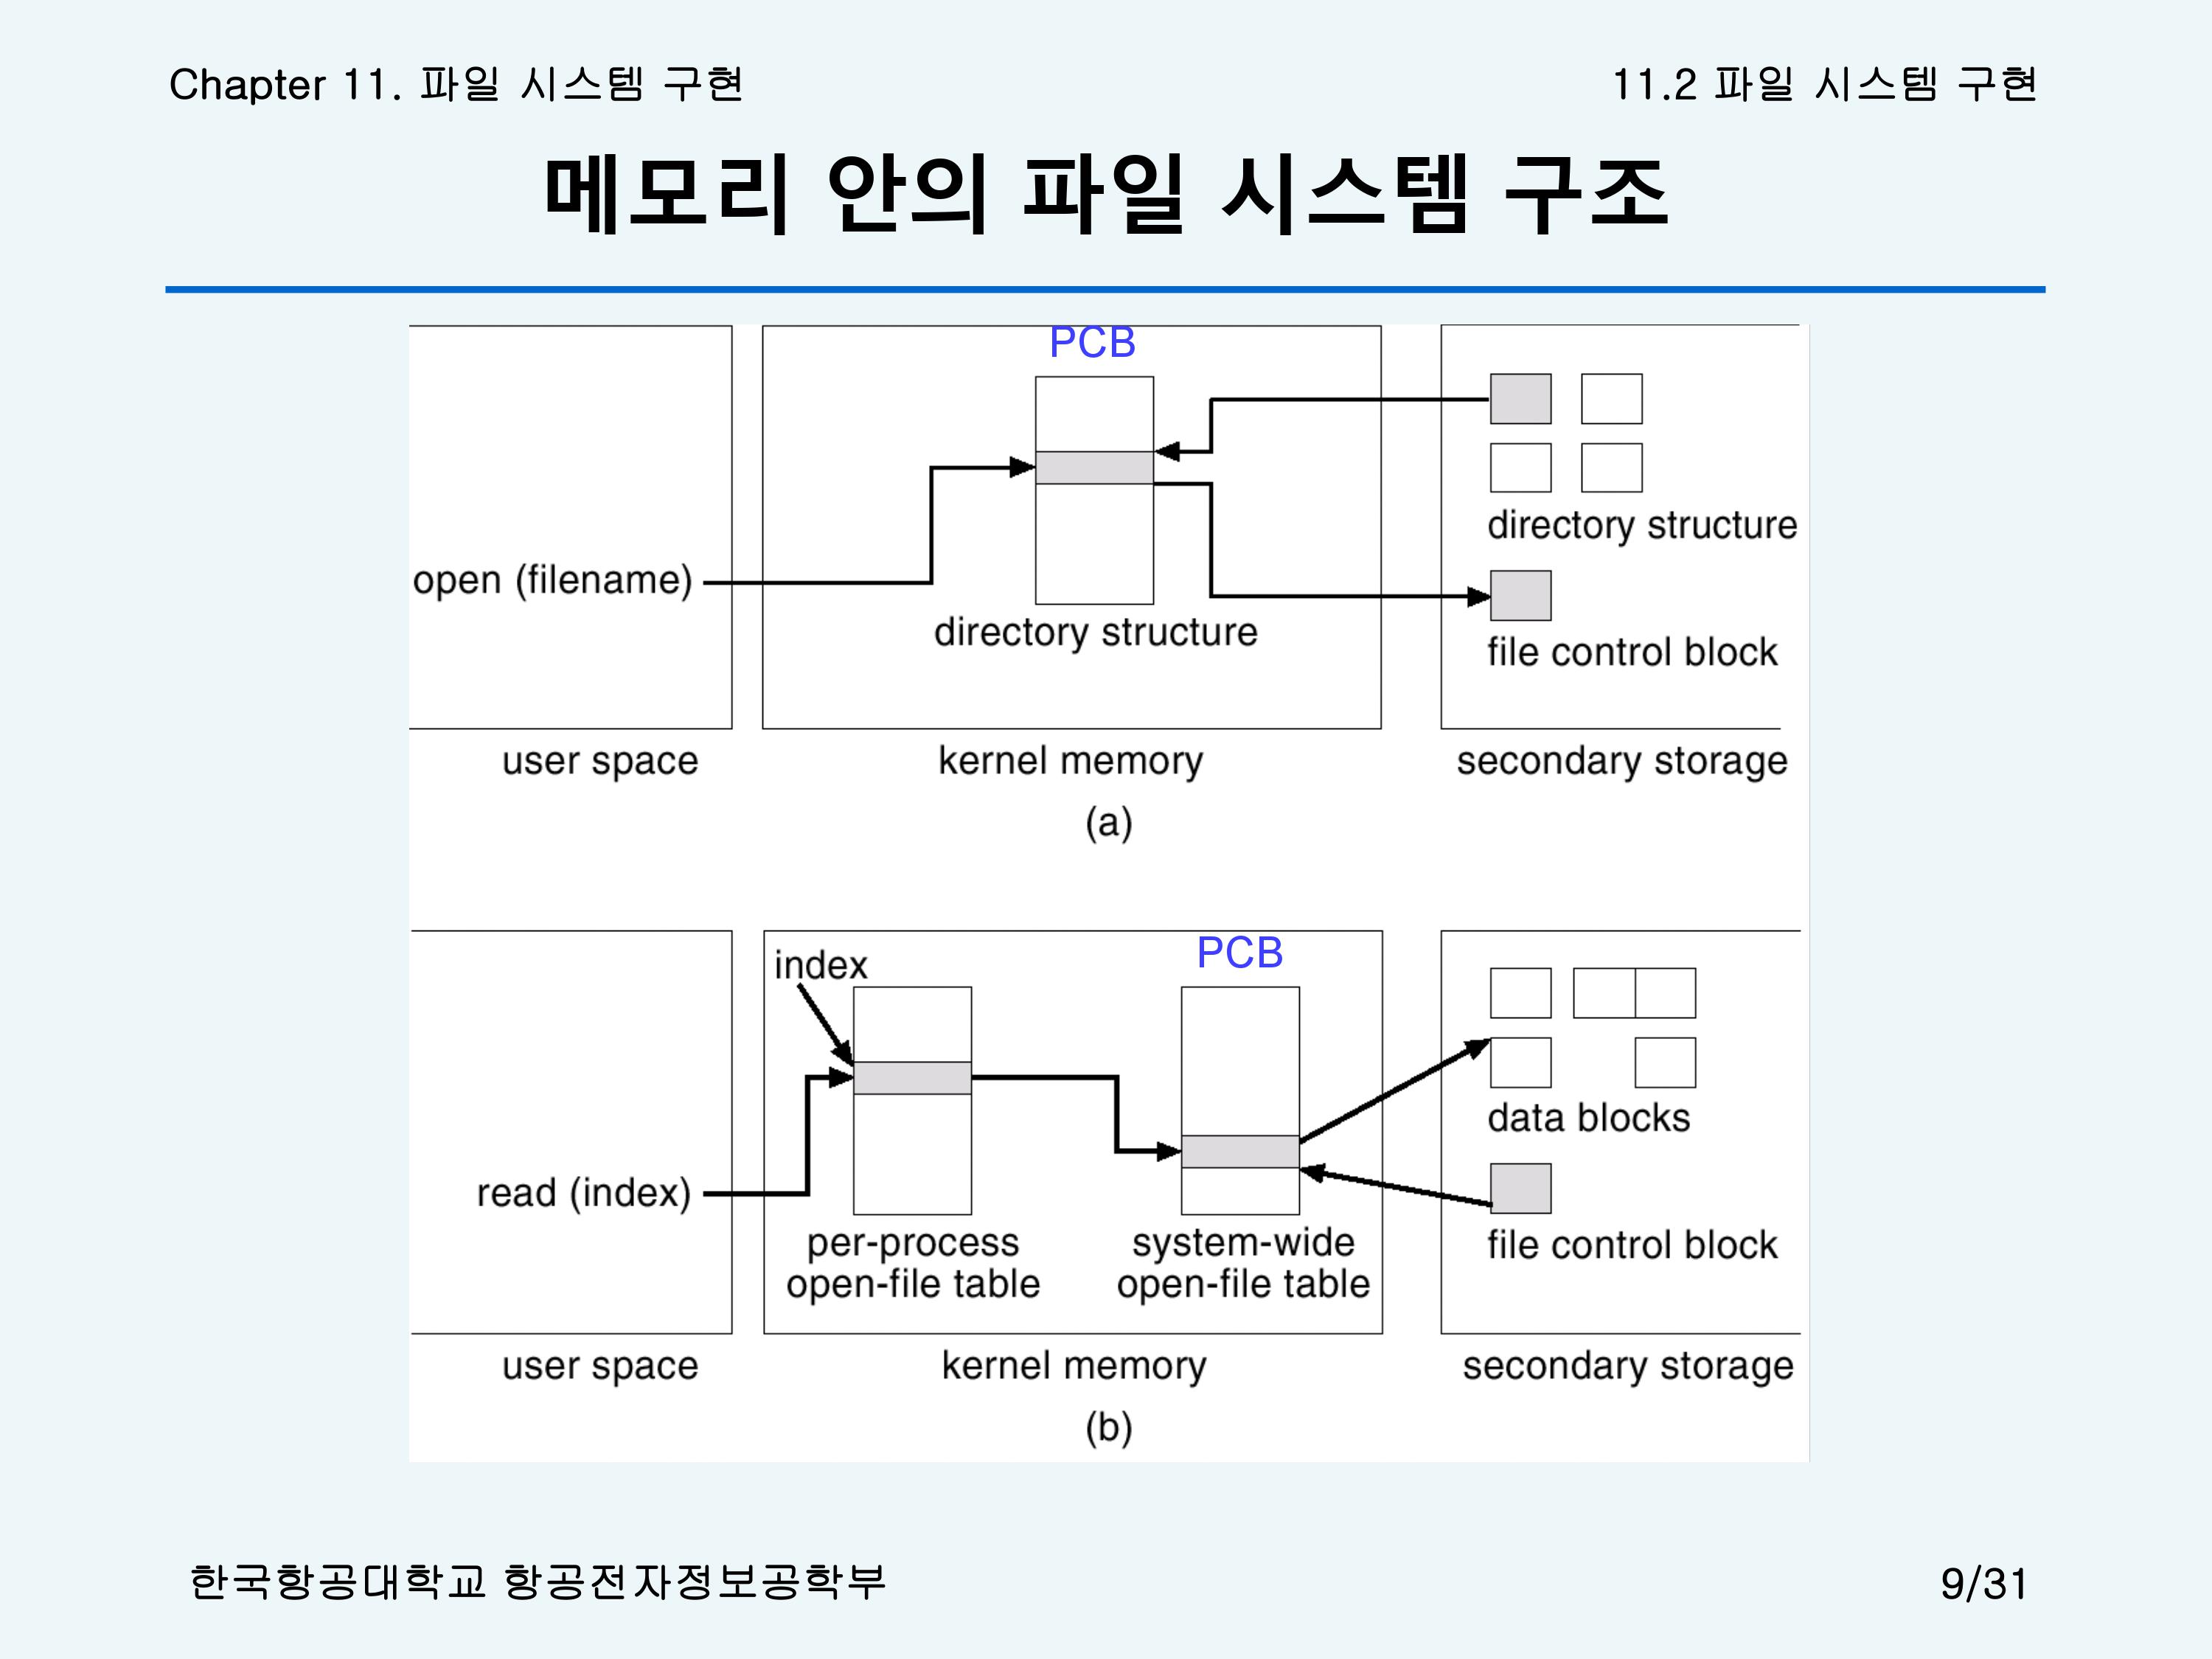 Chapter 11. 파일 시스템 구현
11.2 파일 시스템 구현
메모리 안의 파일 시스템 구조
PCB
open (filename)
directory structure
directory structure
file control block
user space
kernel memory
secondary storage
(a)
index
PCB
read (index)
per-process
open-file table
system-wide
open-file table
data blocks
file control block
user space
kernel memory
secondary storage
(b)
한국항공대학교 항공전자정보공학부
9/31